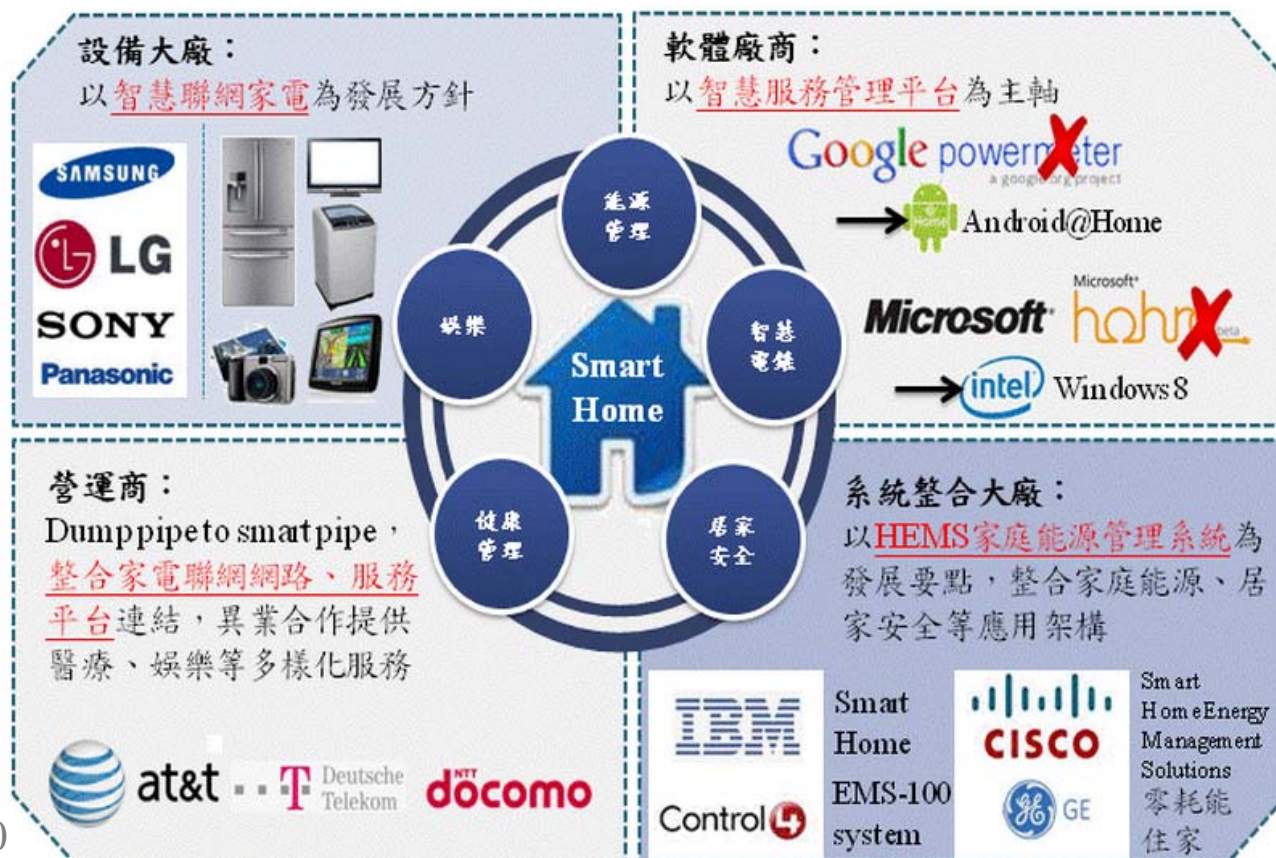 設備大廠：
以智慧聯網家電為發展方針
SAMSUNG
LG
SONY
Panasonic
軟體廠商：
以智慧服務管理平台為主軸
Google powermeter
a google.org project
Android@Home
Microsoft
Microsoft
hohm
beta
intel Windows 8
能源
管理
娛樂
智慧
電錶
Smart
Home
健康
管理
居家
安全
營運商：
Dump pipe to smart pipe，
整合家電聯網網路、服務
平台連結，異業合作提供
醫療、娛樂等多樣化服務
at&t
T Deutsche
Telekom
NTT
döcomo
系統整合大廠：
以HEMS家庭能源管理系統為
發展要點，整合家庭能源、居
家安全等應用架構
IBM
Smart
Home
Control4
EMS-100
system
CISCO
GE
Smart
Home Energy
Management
Solutions
零耗能
住家
)